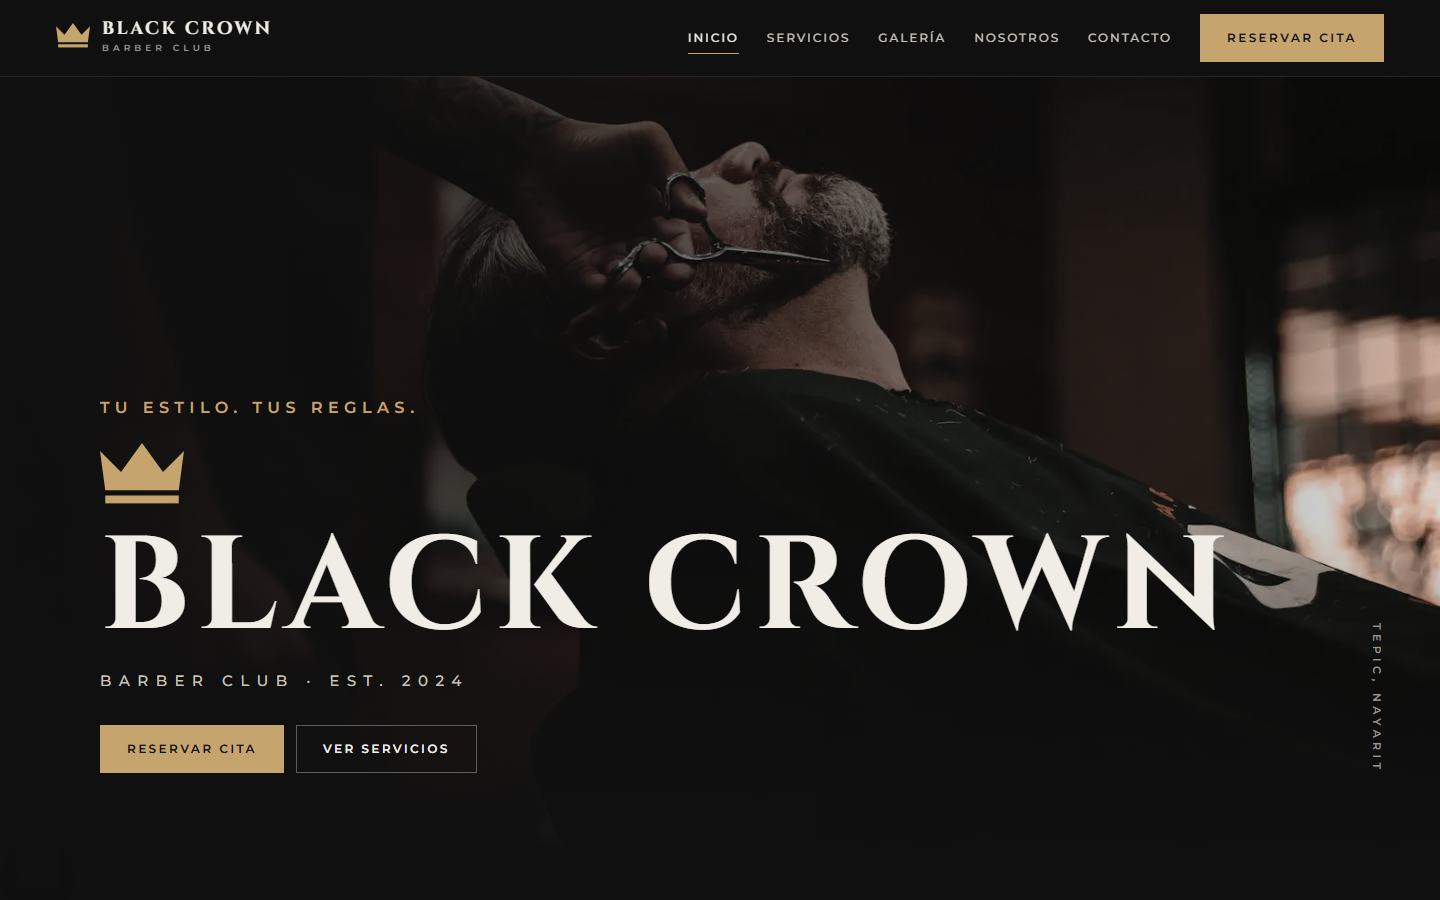 BLACK CROWN
BARBER CLUB
INICIO SERVICIOS GALERÍA NOSOTROS CONTACTO RESERVAR CITA
TU ESTILO. TUS REGLAS.
BLACK CROWN
BARBER CLUB · EST. 2024
RESERVAR CITA VER SERVICIOS
TEPIC, NAYARIT